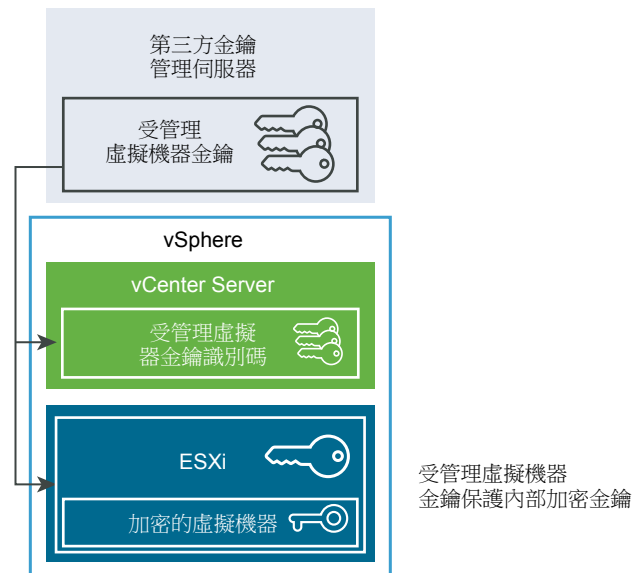 第三方金鑰
管理伺服器
受管理
虛擬機器金鑰
vSphere
vCenter Server
受管理虛擬
器金鑰識別碼
ESXi
加密的虛擬機器
受管理虛擬機器
金鑰保護內部加密金鑰